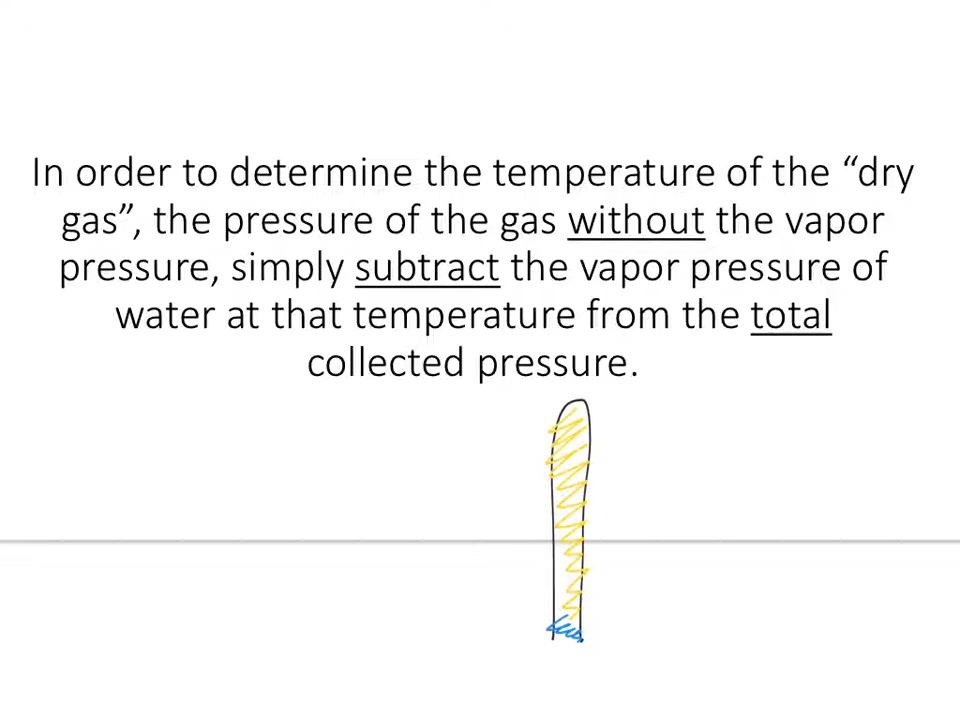 In order to determine the temperature of the “dry
gas”, the pressure of the gas without the vapor
pressure, simply subtract the vapor pressure of
water at that temperature from the total
collected pressure.